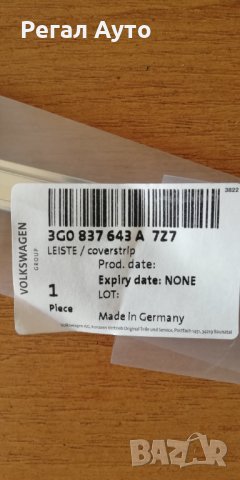 Регал Ауто
3822
3G0 837 643 A 7Z7
LEISTE / coverstrip
Prod. date:
Expiry date: NONE
LOT:
1
Piece
Made in Germany
VOLKSWAGEN
GROUP
BAZAR